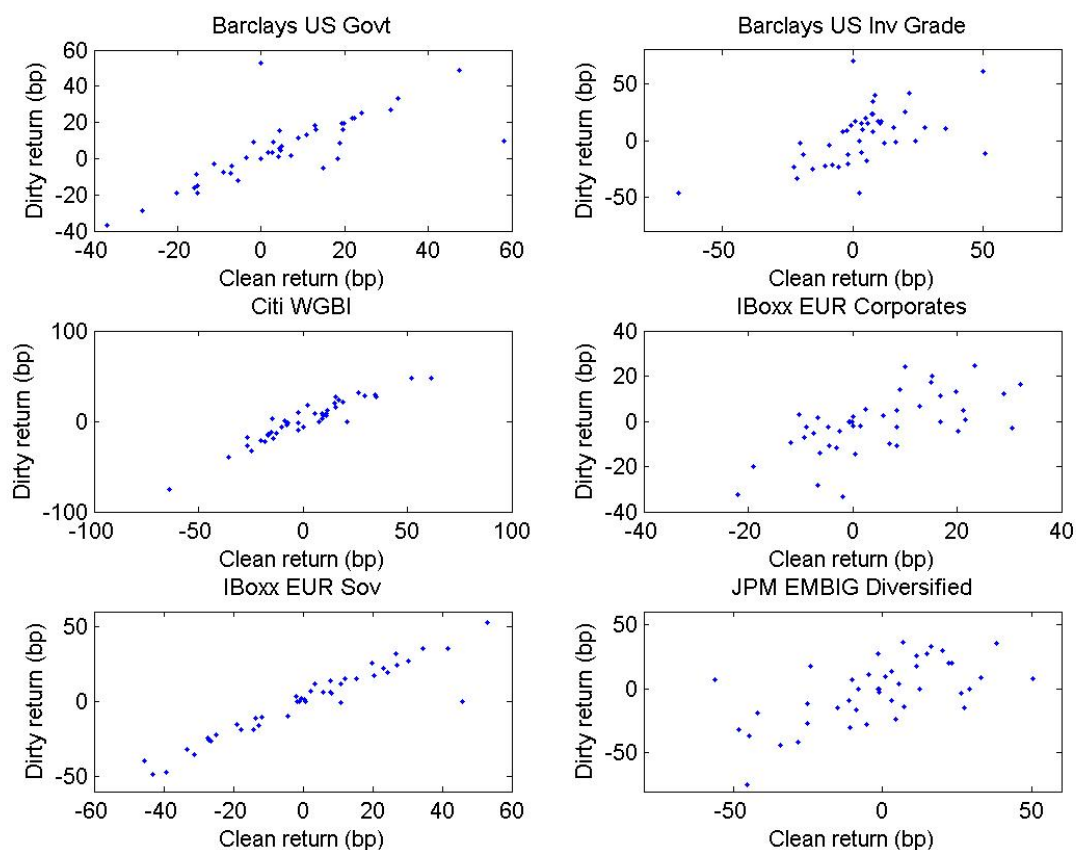 Barclays US Govt
60
40
20
0
-20
-40
Dirty return (bp)
-40 -20 0 20 40 60
Clean return (bp)
Barclays US Inv Grade
50
0
-50
Dirty return (bp)
-50 0 50
Clean return (bp)
Citi WGBI
100
0
-100
Dirty return (bp)
-100 -50 0 50 100
Clean return (bp)
IBoxx EUR Corporates
40
20
0
-20
-40
Dirty return (bp)
-40 -20 0 20 40
Clean return (bp)
IBoxx EUR Sov
50
0
-50
Dirty return (bp)
-60 -40 -20 0 20 40 60
Clean return (bp)
JPM EMBIG Diversified
50
0
-50
Dirty return (bp)
-50 0 50
Clean return (bp)